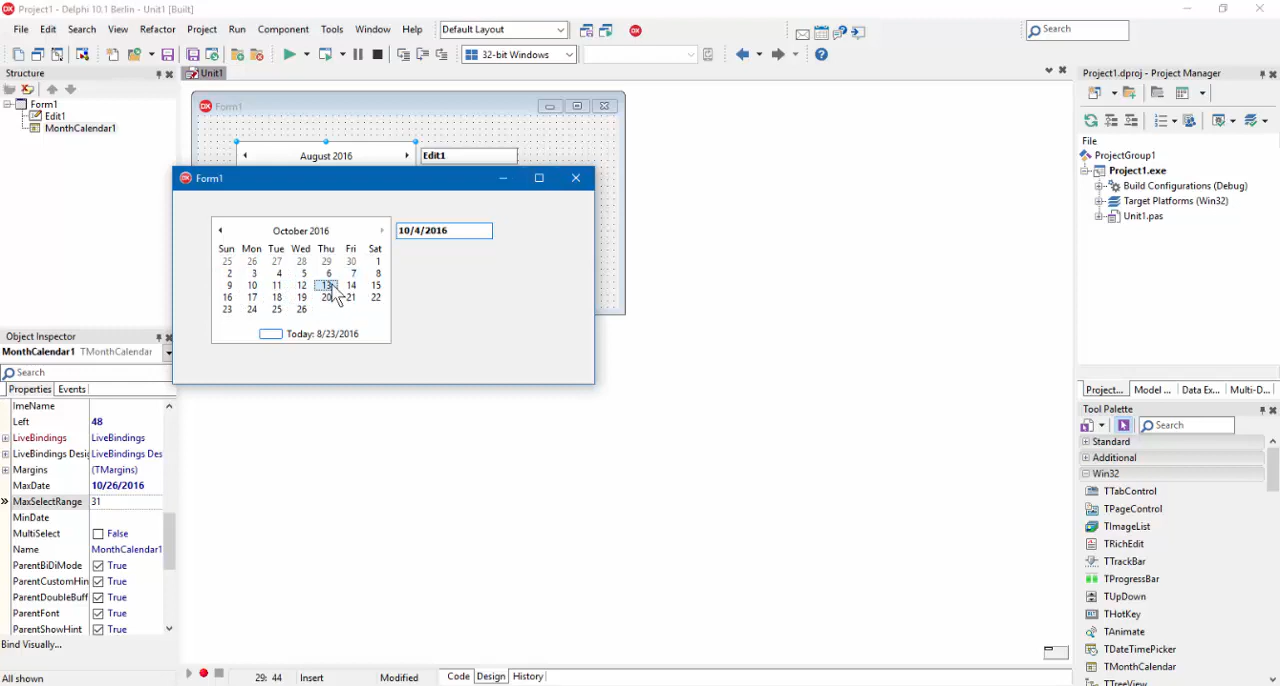 Project1 - Delphi 10.1 Berlin - Unit1 [Built]
File Edit Search View Refactor Project Run Component Tools Window Help
Default Layout
Search
32-bit Windows
Structure
Form1
Edit1
MonthCalendar1
Unit1
Form1
August 2016
Edit1
Form1
October 2016
10/4/2016
Sun Mon Tue Wed Thu Fri Sat
25 26 27 28 29 30 1
2 3 4 5 6 7 8
9 10 11 12 13 14 15
16 17 18 19 20 21 22
23 24 25 26
Today: 8/23/2016
Object Inspector
MonthCalendar1 TMonthCalendar
Search
Properties Events
ImeName
Left 48
LiveBindings LiveBindings
LiveBindings Desig LiveBindings Des
Margins (TMargins)
MaxDate 10/26/2016
MaxSelectRange 31
MinDate
MultiSelect False
Name MonthCalendar1
ParentBiDiMode True
ParentCustomHin True
ParentDoubleBuff True
ParentFont True
ParentShowHint True
Bind Visually...
All shown
29: 44 Insert Modified
Code Design History
Project1.dproj - Project Manager
File
ProjectGroup1
Project1.exe
Build Configurations (Debug)
Target Platforms (Win32)
Unit1.pas
Project... Model ... Data Ex... Multi-D...
Tool Palette
Search
Standard
Additional
Win32
TTabControl
TPageControl
TImageList
TRichEdit
TTrackBar
TProgressBar
TUpDown
THotKey
TAnimate
TDateTimePicker
TMonthCalendar
TTreeView